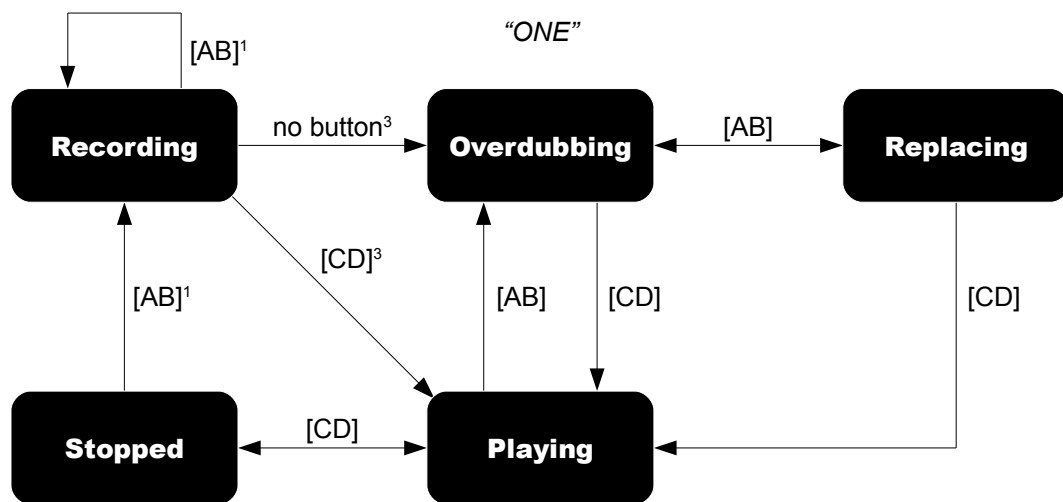 “ONE”
[AB]¹
Recording
no button³
Overdubbing
[AB]
Replacing
[AB]¹
[CD]³
[AB]
[CD]
[CD]
Stopped
[CD]
Playing